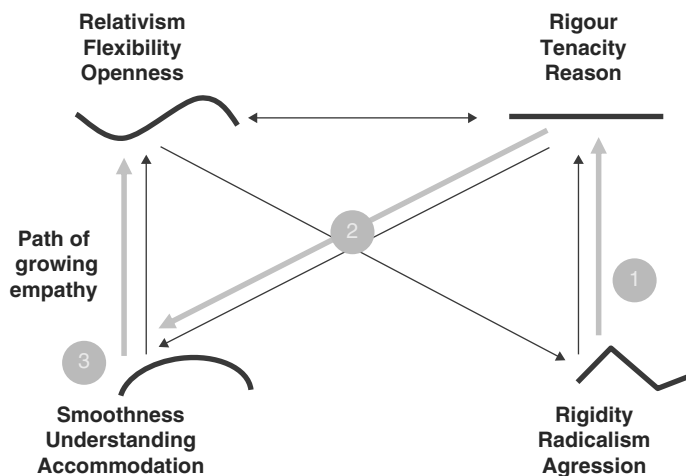 Relativism
Flexibility
Openness
Rigour
Tenacity
Reason
2
Path of
growing
empathy
1
3
Smoothness
Understanding
Accommodation
Rigidity
Radicalism
Agression